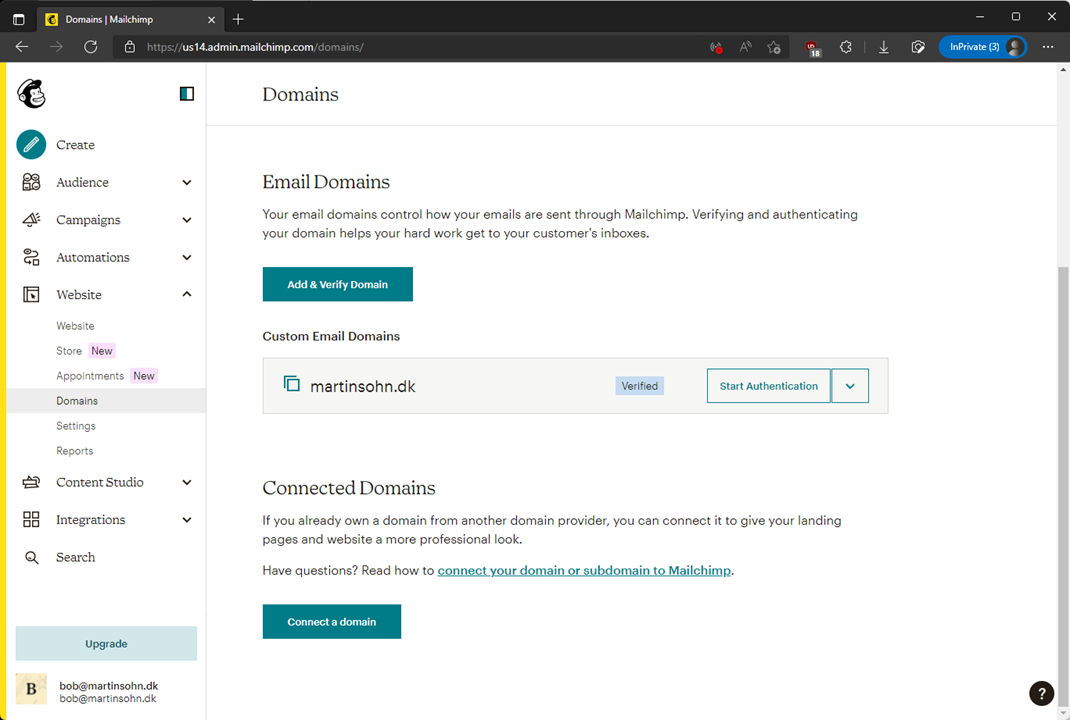 Domains | Mailchimp
https://us14.admin.mailchimp.com/domains/
18
InPrivate (3)
Domains
Create
Audience
Campaigns
Automations
Website
Website
Store New
Appointments New
Domains
Settings
Reports
Content Studio
Integrations
Search
Upgrade
B
bob@martinsohn.dk
bob@martinsohn.dk
Email Domains
Your email domains control how your emails are sent through Mailchimp. Verifying and authenticating
your domain helps your hard work get to your customer's inboxes.
Add & Verify Domain
Custom Email Domains
martinsohn.dk Verified Start Authentication
Connected Domains
If you already own a domain from another domain provider, you can connect it to give your landing
pages and website a more professional look.
Have questions? Read how to connect your domain or subdomain to Mailchimp.
Connect a domain
?